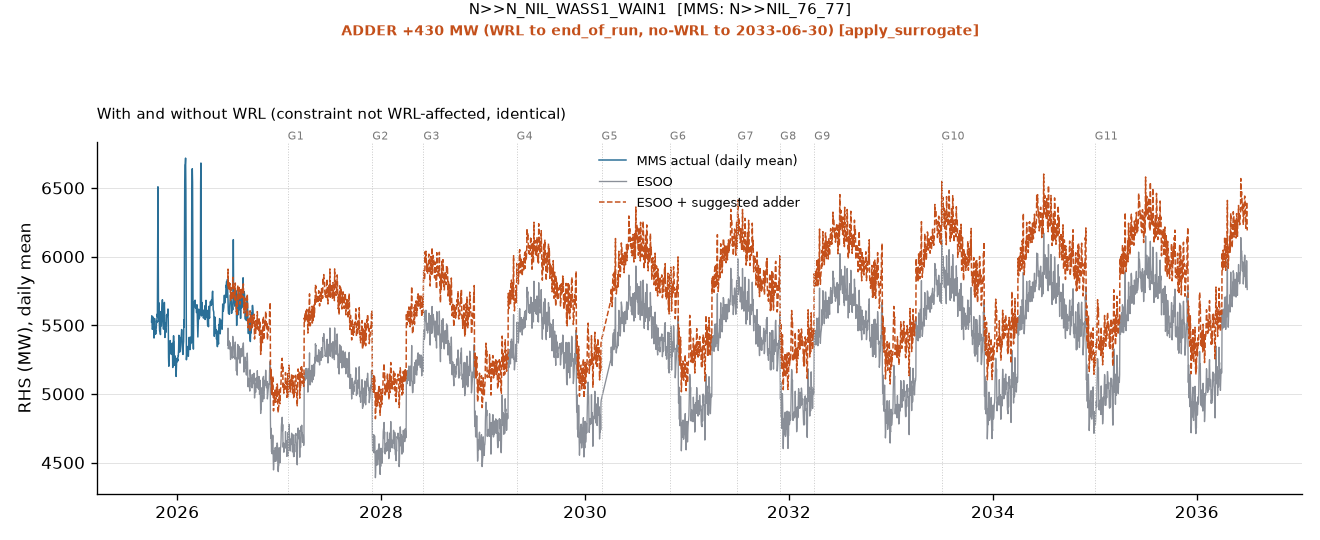 N>>N_NIL_WASS1_WAIN1  [MMS: N>>NIL_76_77]
ADDER +430 MW (WRL to end_of_run, no-WRL to 2033-06-30) [apply_surrogate]
With and without WRL (constraint not WRL-affected, identical)
G1 G2 G3 G4 G5 G6 G7 G8 G9 G10 G11
MMS actual (daily mean)
ESOO
ESOO + suggested adder
RHS (MW), daily mean
6500
6000
5500
5000
4500
2026 2028 2030 2032 2034 2036